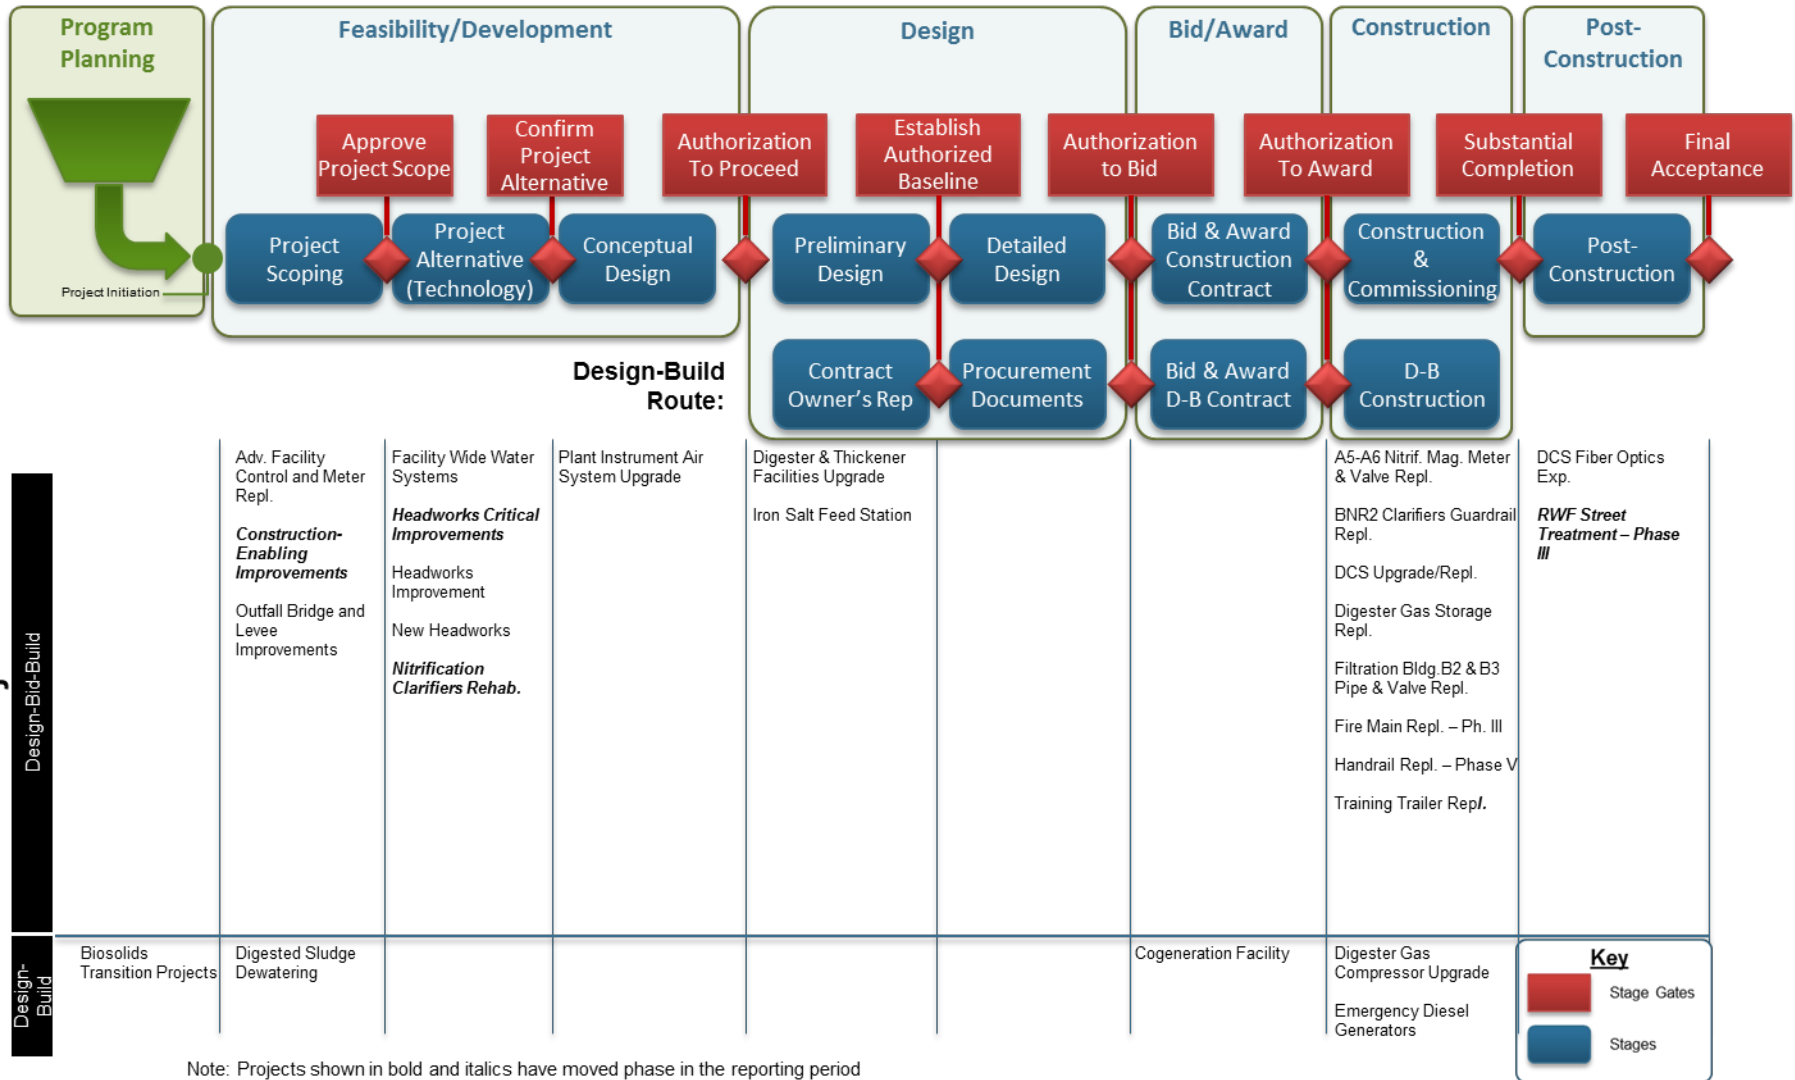 Program
Planning
Feasibility/Development
Design
Bid/Award
Construction
Post-
Construction
Approve
Project Scope
Confirm
Project
Alternative
Authorization
To Proceed
Establish
Authorized
Baseline
Authorization
to Bid
Authorization
To Award
Substantial
Completion
Final
Acceptance
Project Initiation
Project
Scoping
Project
Alternative
(Technology)
Conceptual
Design
Preliminary
Design
Detailed
Design
Bid & Award
Construction
Contract
Construction
&
Commissioning
Post-
Construction
Design-Build
Route:
Contract
Owner's Rep
Procurement
Documents
Bid & Award
D-B Contract
D-B
Construction
Design-Bid-Build
Adv. Facility
Control and Meter
Repl.
Construction-
Enabling
Improvements
Outfall Bridge and
Levee
Improvements
Facility Wide Water
Systems
Headworks Critical
Improvements
Headworks
Improvement
New Headworks
Nitrification
Clarifiers Rehab.
Plant Instrument Air
System Upgrade
Digester & Thickener
Facilities Upgrade
Iron Salt Feed Station
A5-A6 Nitrif. Mag. Meter
& Valve Repl.
BNR2 Clarifiers Guardrail
Repl.
DCS Upgrade/Repl.
Digester Gas Storage
Repl.
Filtration Bldg.B2 & B3
Pipe & Valve Repl.
Fire Main Repl. – Ph. III
Handrail Repl. – Phase V
Training Trailer Repl.
DCS Fiber Optics
Exp.
RWF Street
Treatment – Phase
III
Design-
Build
Biosolids
Transition Projects
Digested Sludge
Dewatering
Cogeneration Facility
Digester Gas
Compressor Upgrade
Emergency Diesel
Generators
Key
Stage Gates
Stages
Note: Projects shown in bold and italics have moved phase in the reporting period